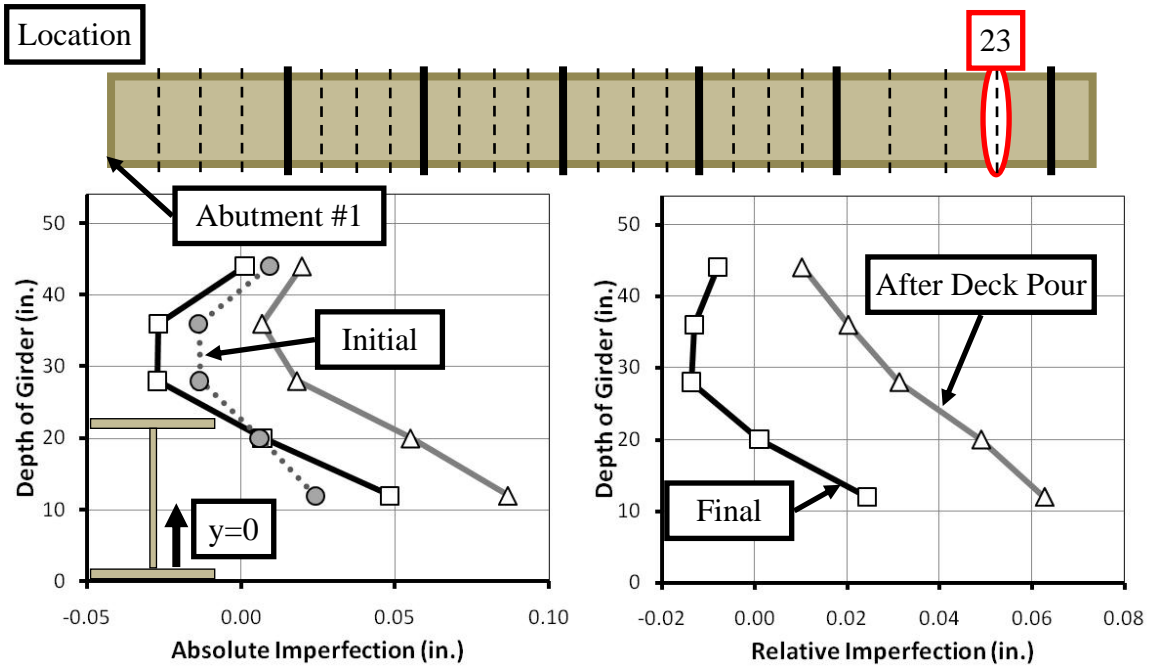 Location
23
Abutment #1
Initial
y=0
Depth of Girder (in.)
50
40
30
20
10
0
-0.05
0.00
0.05
0.10
Absolute Imperfection (in.)
After Deck Pour
Final
Depth of Girder (in.)
50
40
30
20
10
0
-0.02
0.00
0.02
0.04
0.06
0.08
Relative Imperfection (in.)